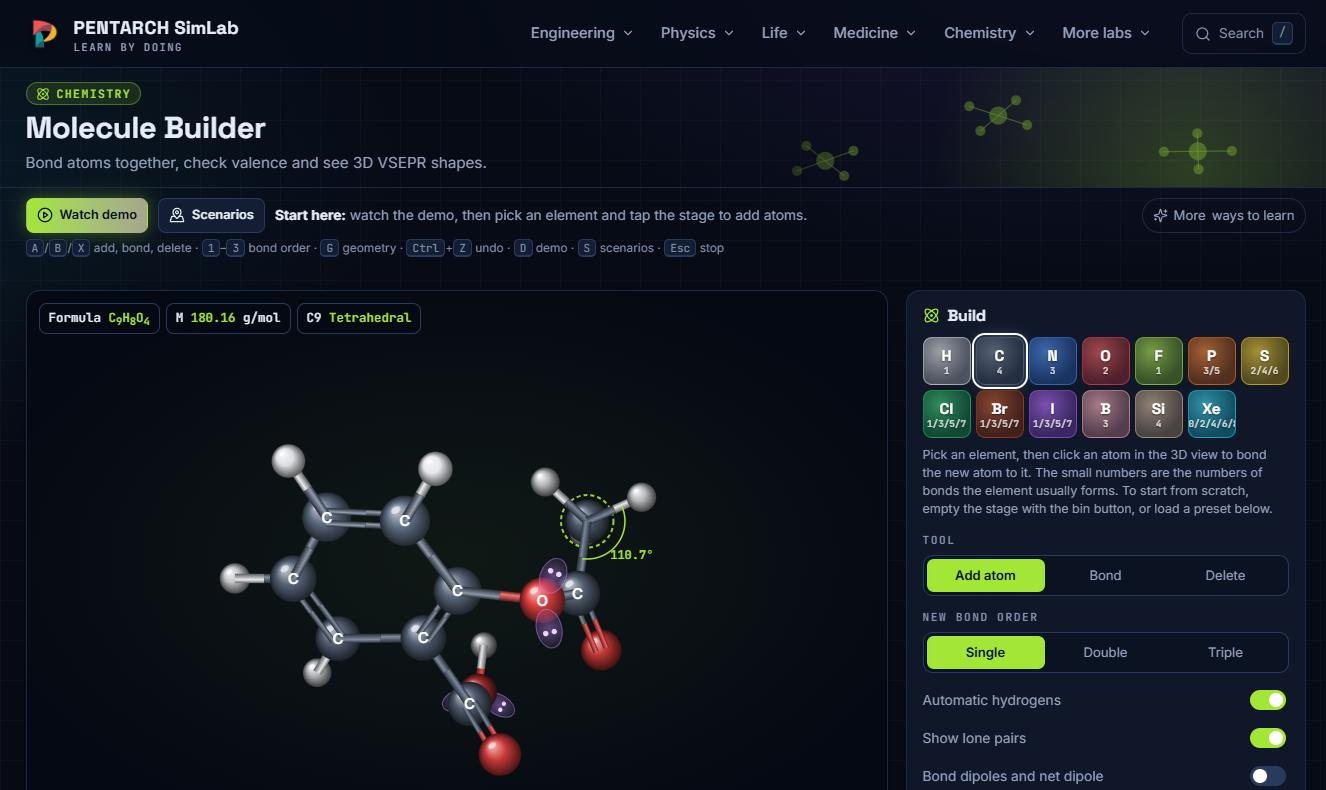 PENTARCH SimLab
LEARN BY DOING
Engineering Physics Life Medicine Chemistry More labs Search /
CHEMISTRY
Molecule Builder
Bond atoms together, check valence and see 3D VSEPR shapes.
Watch demo Scenarios Start here: watch the demo, then pick an element and tap the stage to add atoms. More ways to learn
A/B/X add, bond, delete · 1–3 bond order · G geometry · Ctrl+Z undo · D demo · S scenarios · Esc stop
Formula C₉H₈O₄ M 180.16 g/mol C9 Tetrahedral
C C
C C
C C
O C
C
110.7°
Build
H C N O F P S
1 4 3 2 1 3/5 2/4/6
Cl Br I B Si Xe
1/3/5/7 1/3/5/7 1/3/5/7 3 4 0/2/4/6/
Pick an element, then click an atom in the 3D view to bond
the new atom to it. The small numbers are the numbers of
bonds the element usually forms. To start from scratch,
empty the stage with the bin button, or load a preset below.
TOOL
Add atom Bond Delete
NEW BOND ORDER
Single Double Triple
Automatic hydrogens
Show lone pairs
Bond dipoles and net dipole